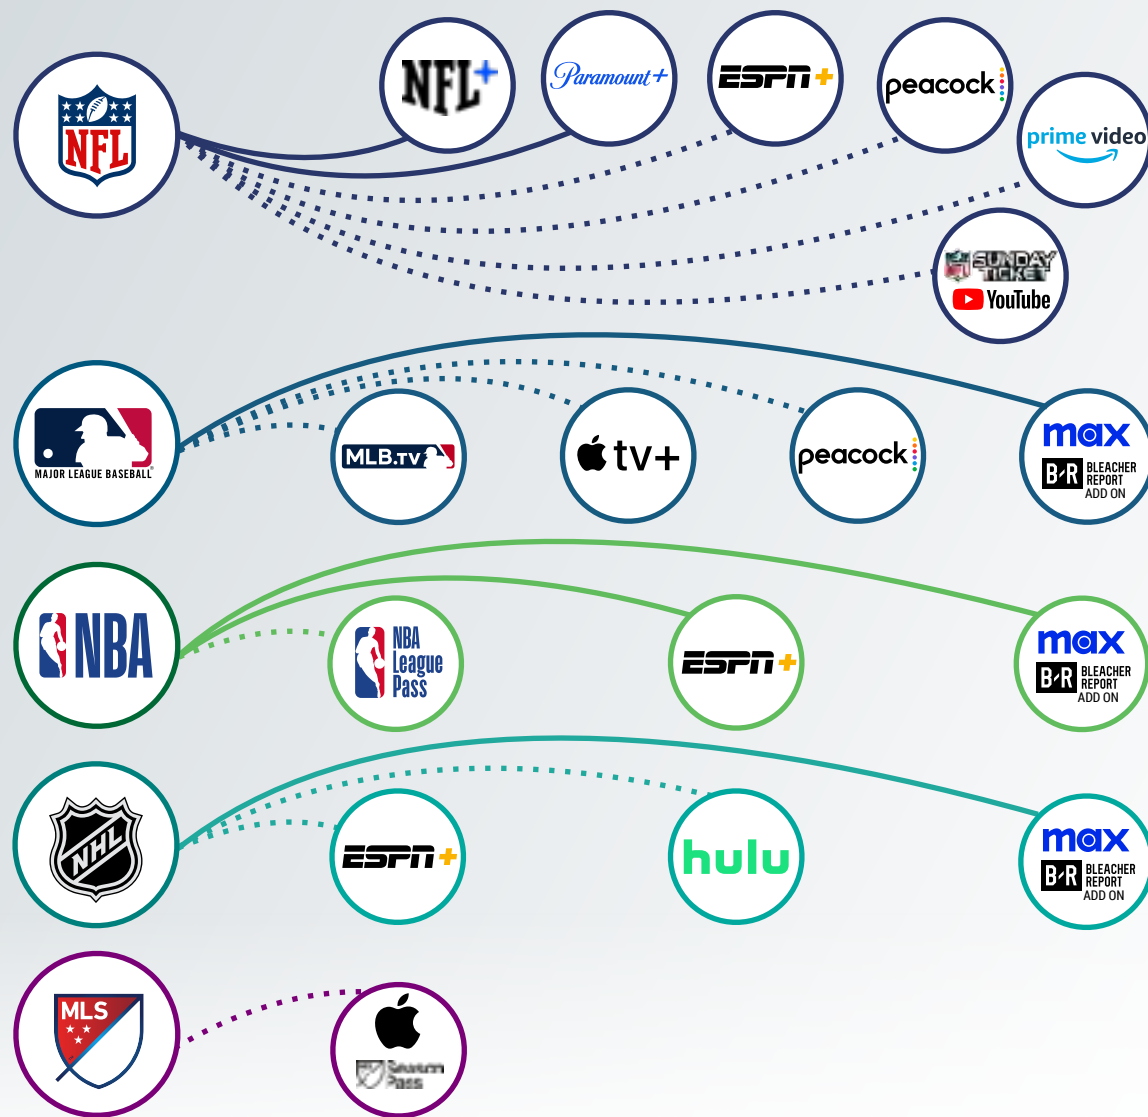 NFL
NFL+
Paramount+
ESPN+
peacock
prime video
SUNDAY
TICKET
YouTube
MAJOR LEAGUE BASEBALL
MLB.TV
tv+
peacock
max
B/R BLEACHER
REPORT
ADD ON
NBA
NBA
League
Pass
ESPN+
max
B/R BLEACHER
REPORT
ADD ON
NHL
ESPN+
hulu
max
B/R BLEACHER
REPORT
ADD ON
MLS
Season
Pass